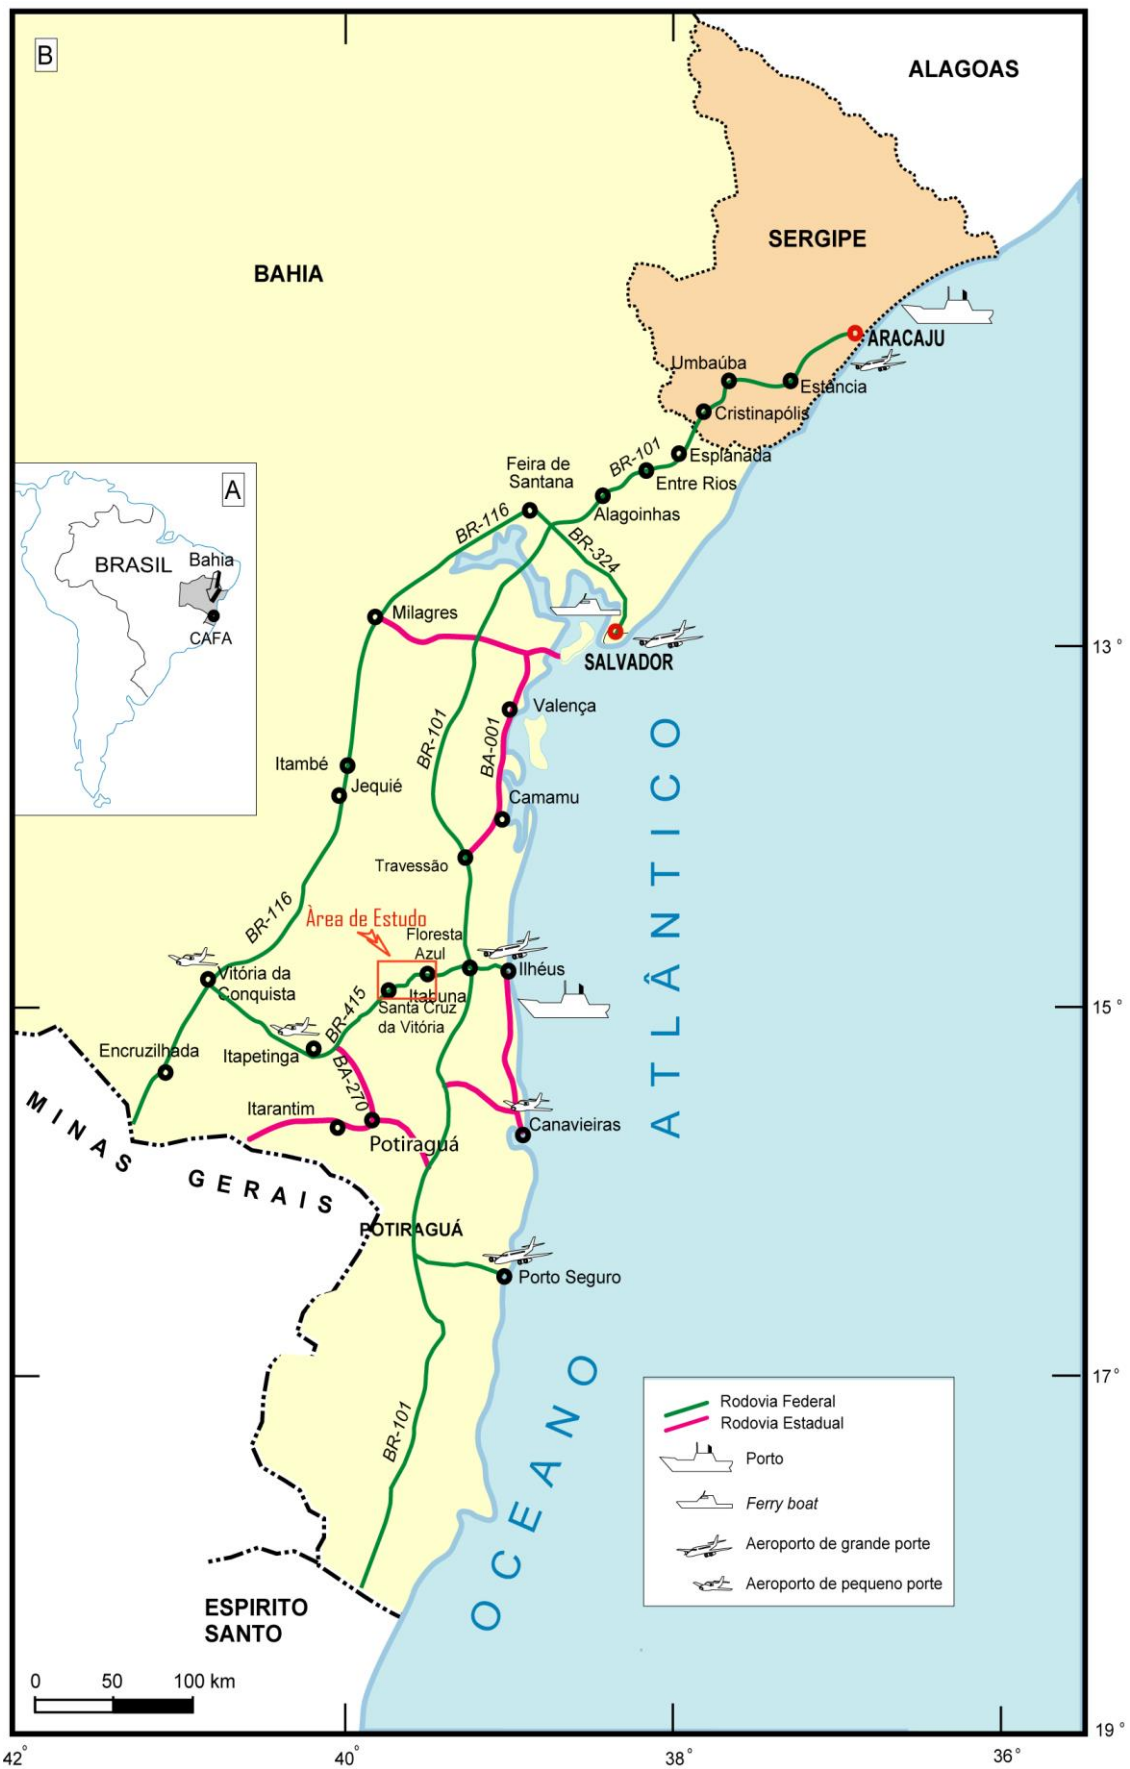 B
ALAGOAS
SERGIPE
BAHIA
ARACAJU
Umbaúba
Estância
Cristinapólis
BR-101
Esplanada
Feira de
Santana
Entre Rios
Alagoinhas
BR-116
BR-324
A
BRASIL
Bahia
CAFA
Milagres
13°
SALVADOR
Valença
BR-101
BA-001
Itambé
Jequié
Camamu
Travessão
BR-116
Àrea de Estudo
Floresta
Azul
Ilhéus
Vitória da
Conquista
Itabuna
Santa Cruz
da Vitória
BR-415
15°
Encruzilhada
Itapetinga
BA-270
Itarantim
Canavieiras
Potiraguá
MINAS GERAIS
POTIRAGUÁ
Porto Seguro
OCEANO ATLÂNTICO
17°
BR-101
Rodovia Federal
Rodovia Estadual
Porto
Ferry boat
Aeroporto de grande porte
Aeroporto de pequeno porte
ESPIRITO
SANTO
0 50 100 km
19°
42° 40° 38° 36°